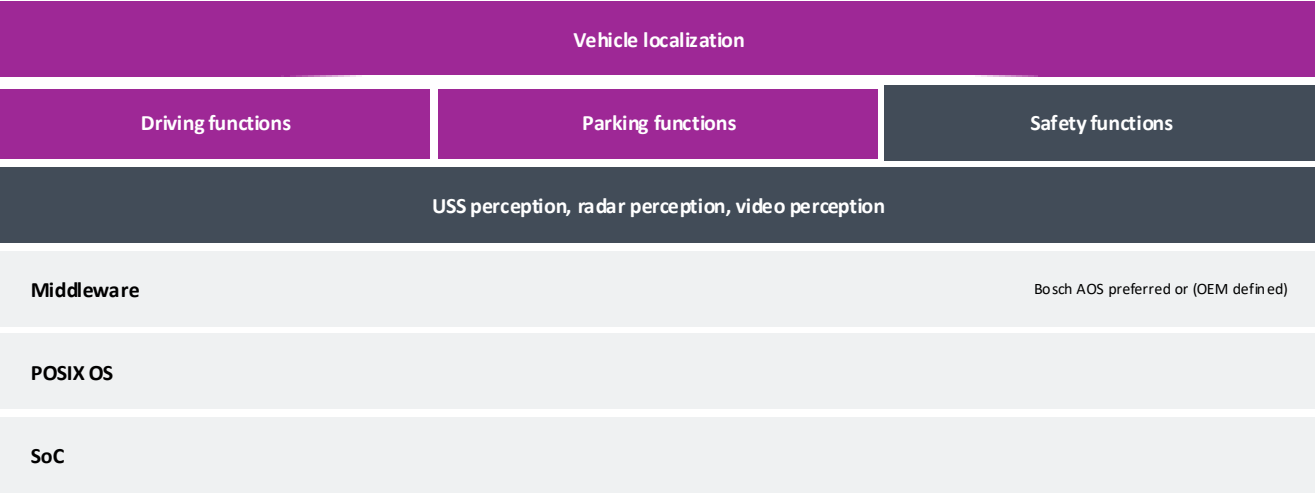 Vehicle localization
Driving functions
Parking functions
Safety functions
USS perception, radar perception, video perception
Middleware
Bosch AOS preferred or (OEM defined)
POSIX OS
SoC